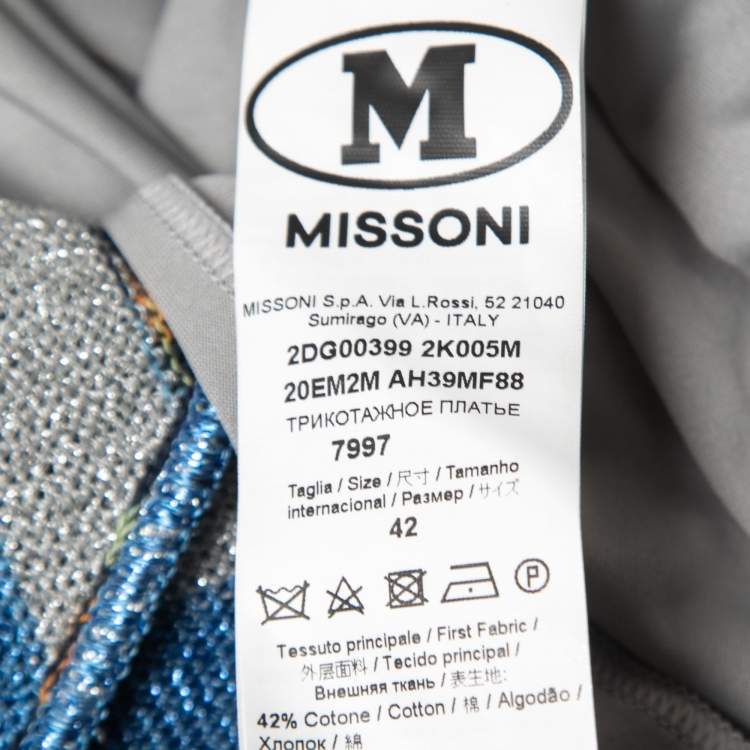 M
MISSONI
MISSONI S.p.A. Via L.Rossi, 52 21040
Sumirago (VA) - ITALY
2DG00399 2K005M
20EM2M AH39MF88
ТРИКОТАЖНОЕ ПЛАТЬЕ
7997
Taglia / Size / 尺寸 / Tamanho
internacional / Размер / サイズ
42
P
Tessuto principale / First Fabric /
外层面料 / Tecido principal /
Внешняя ткань / 表生地:
42% Cotone / Cotton / 棉 / Algodão /
Хлопок / 綿